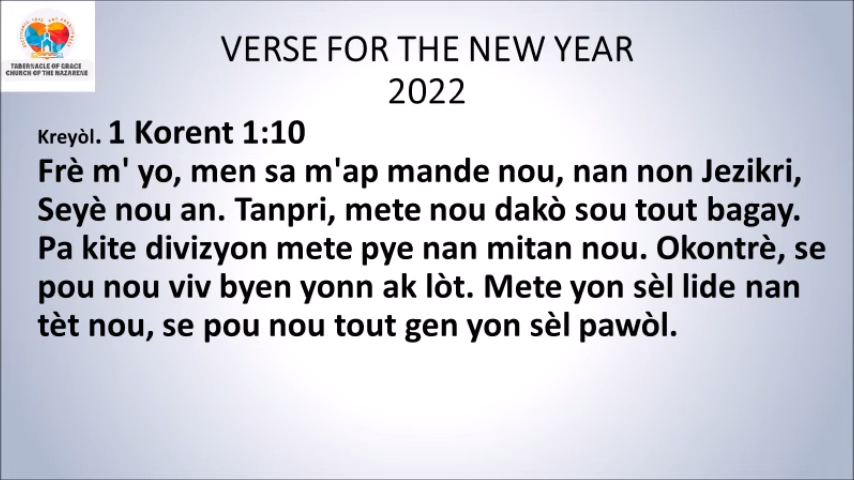 TABERNACLE OF GRACE
CHURCH OF THE NAZARENE
VERSE FOR THE NEW YEAR
2022
Kreyòl. 1 Korent 1:10
Frè m' yo, men sa m'ap mande nou, nan non Jezikri,
Seyè nou an. Tanpri, mete nou dakò sou tout bagay.
Pa kite divizyon mete pye nan mitan nou. Okontrè, se
pou nou viv byen yonn ak lòt. Mete yon sèl lide nan
tèt nou, se pou nou tout gen yon sèl pawòl.